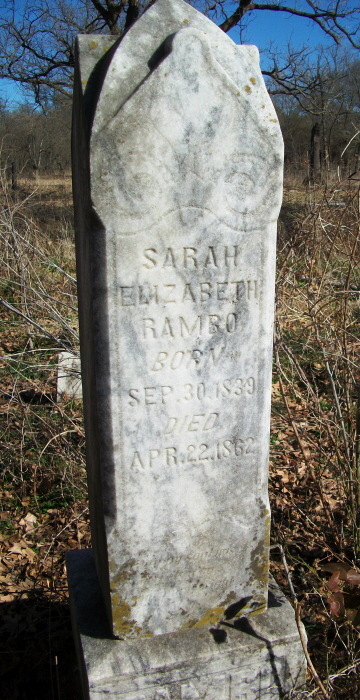 SARAH
ELIZABETH
RAMBO
BORN
SEP. 30, 1839
DIED
APR. 22, 1862